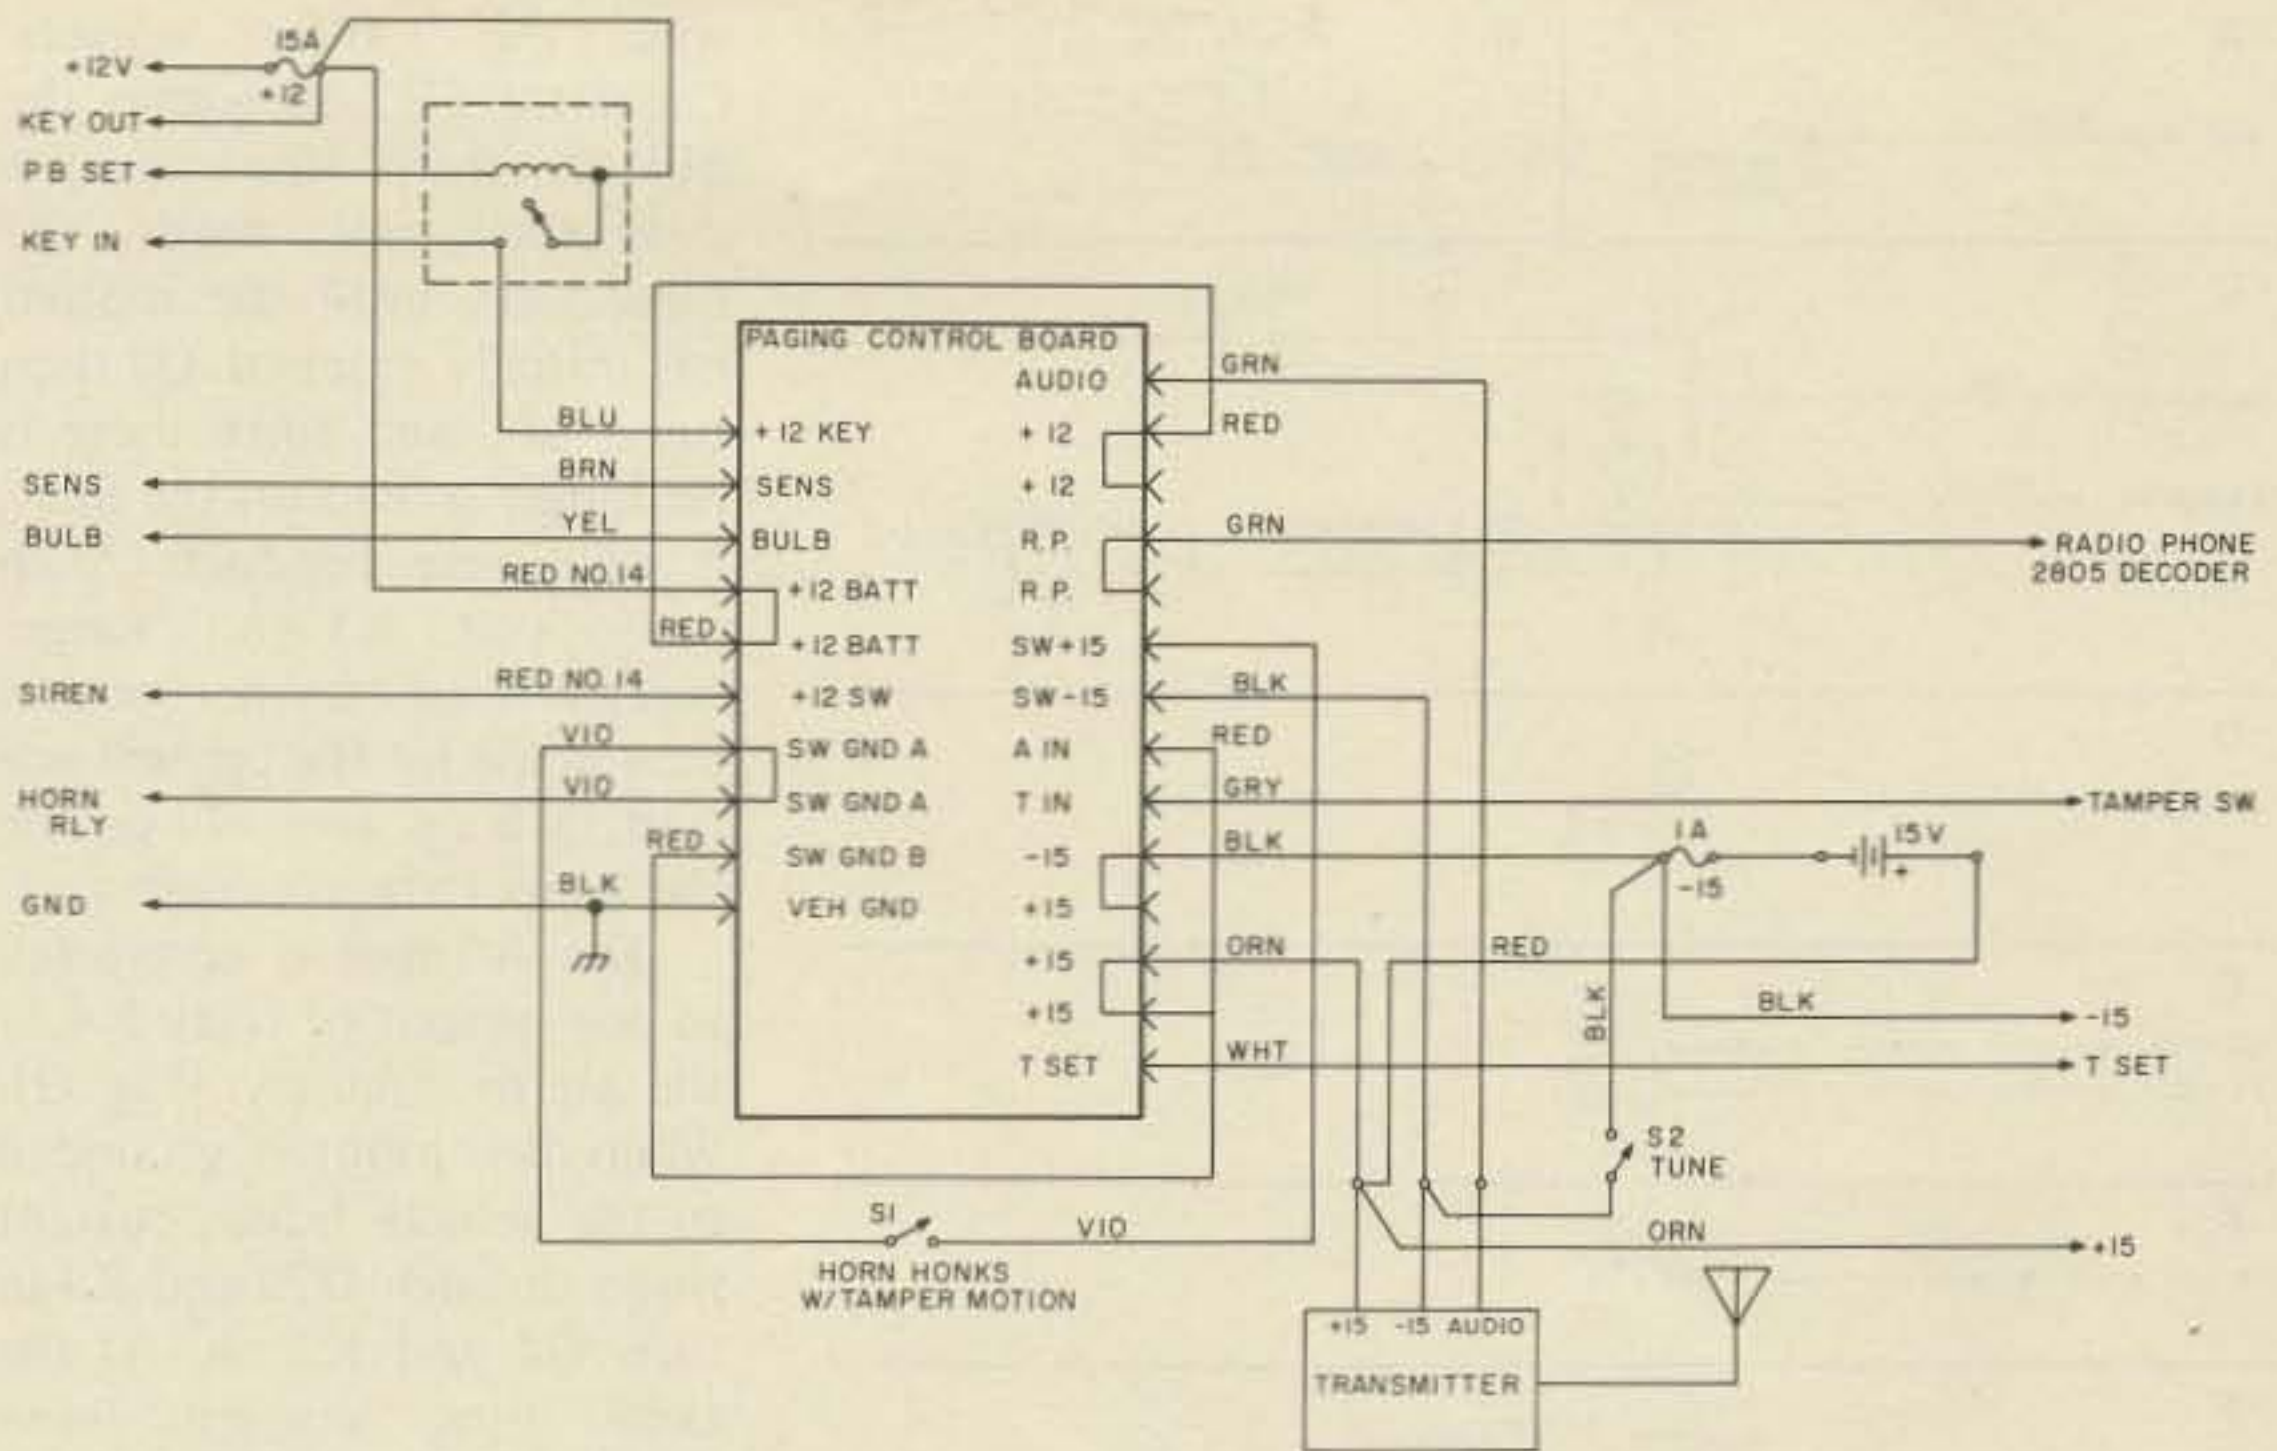 15A
+12V
+12
KEY OUT
PB SET
KEY IN
PAGING CONTROL BOARD
AUDIO
GRN
BLU
+12 KEY
+12
RED
SENS
BRN
SENS
+12
BULB
YEL
BULB
R.P.
GRN
RADIO PHONE
2805 DECODER
RED NO.14
+12 BATT
R.P.
RED
+12 BATT
SW+15
SIREN
RED NO.14
+12 SW
SW-15
BLK
VIO
SW GND A
A IN
RED
HORN
RLY
VIO
SW GND A
T IN
GRY
TAMPER SW
RED
SW GND B
-15
BLK
1A
-15
15V
+
GND
BLK
VEH GND
+15
+15
ORN
RED
+15
BLK
BLK
-15
T SET
WHT
T SET
S2
TUNE
S1
VIO
HORN HONKS
W/TAMPER MOTION
ORN
+15
+15 -15 AUDIO
TRANSMITTER